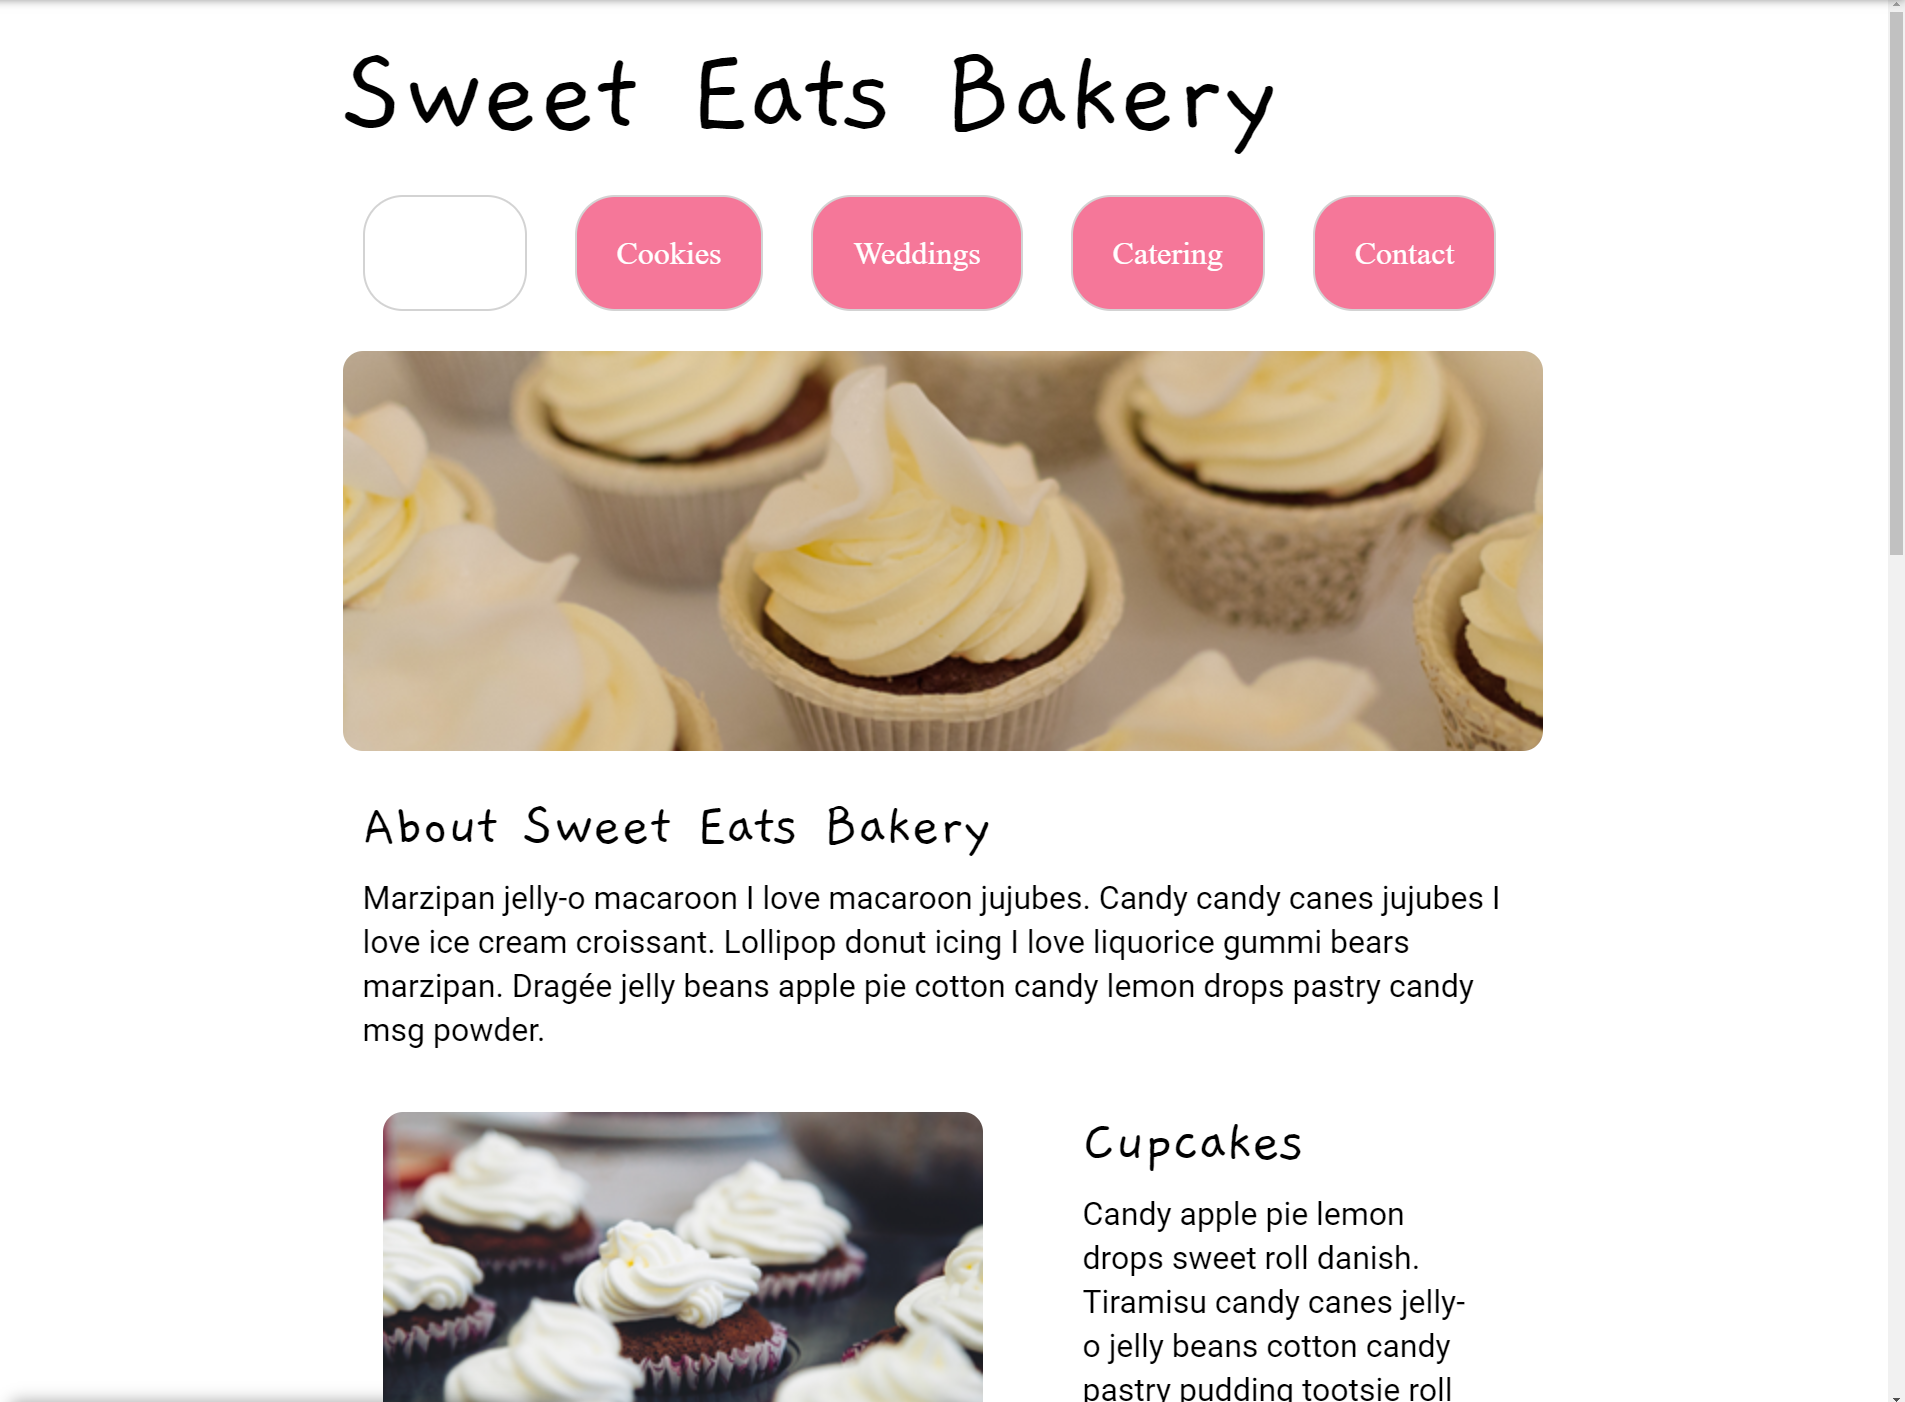 Sweet Eats Bakery
Cookies Weddings Catering Contact
About Sweet Eats Bakery
Marzipan jelly-o macaroon I love macaroon jujubes. Candy candy canes jujubes I
love ice cream croissant. Lollipop donut icing I love liquorice gummi bears
marzipan. Dragée jelly beans apple pie cotton candy lemon drops pastry candy
msg powder.
Cupcakes
Candy apple pie lemon
drops sweet roll danish.
Tiramisu candy canes jelly-
o jelly beans cotton candy
pastry pudding tootsie roll